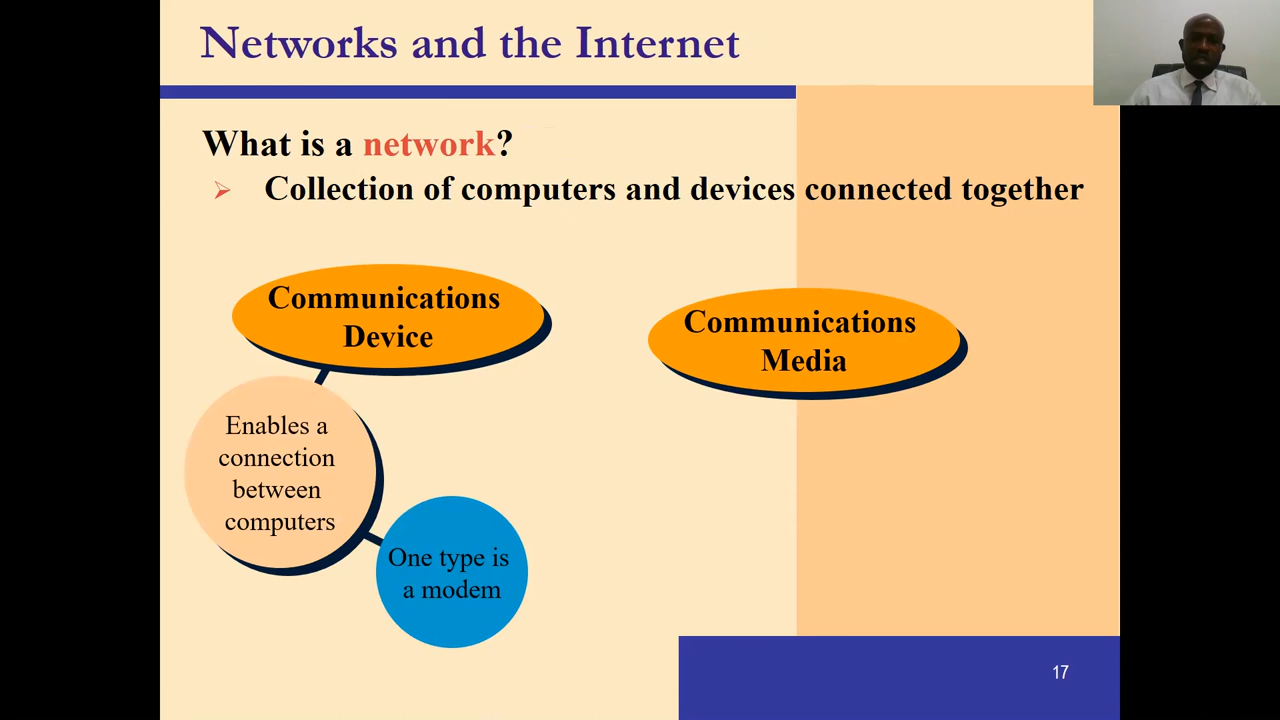 Networks and the Internet
What is a network?
Collection of computers and devices connected together
Communications
Device
Communications
Media
Enables a
connection
between
computers
One type is
a modem
17